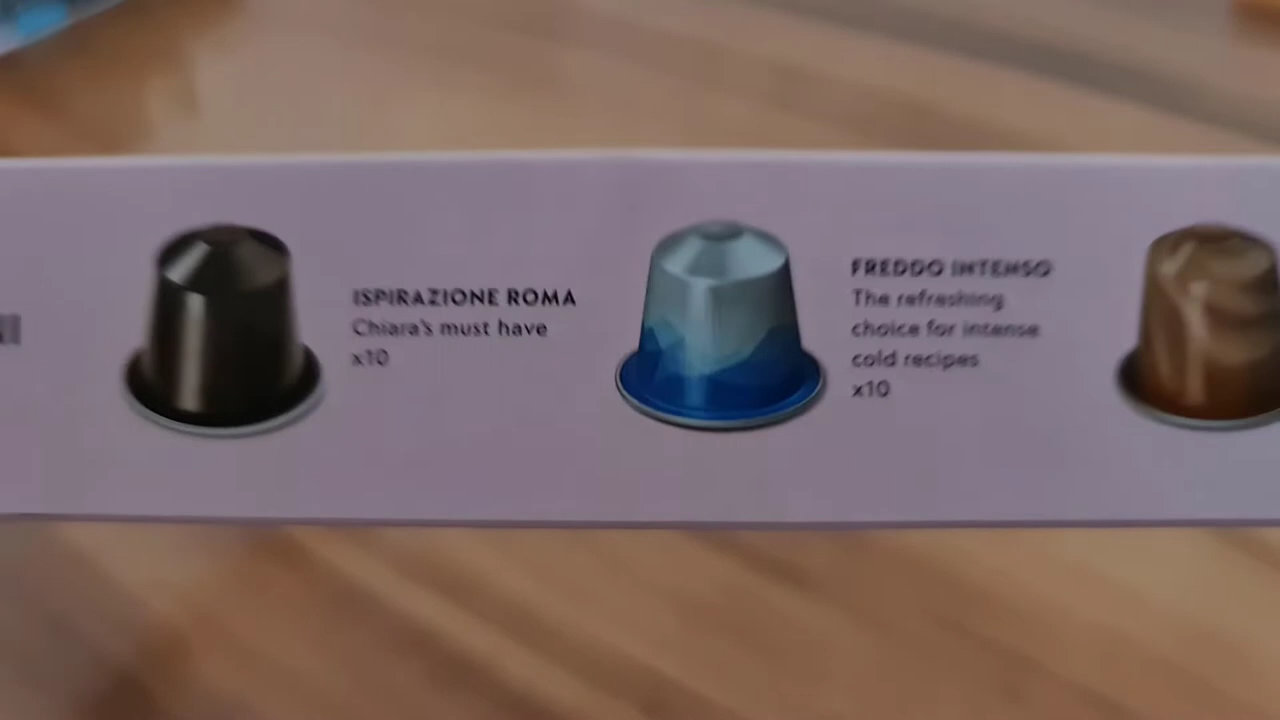 ISPIRAZIONE ROMA
Chiara's must have
x10
FREDDO INTENSO
The refreshing
choice for intense
cold recipes
x10